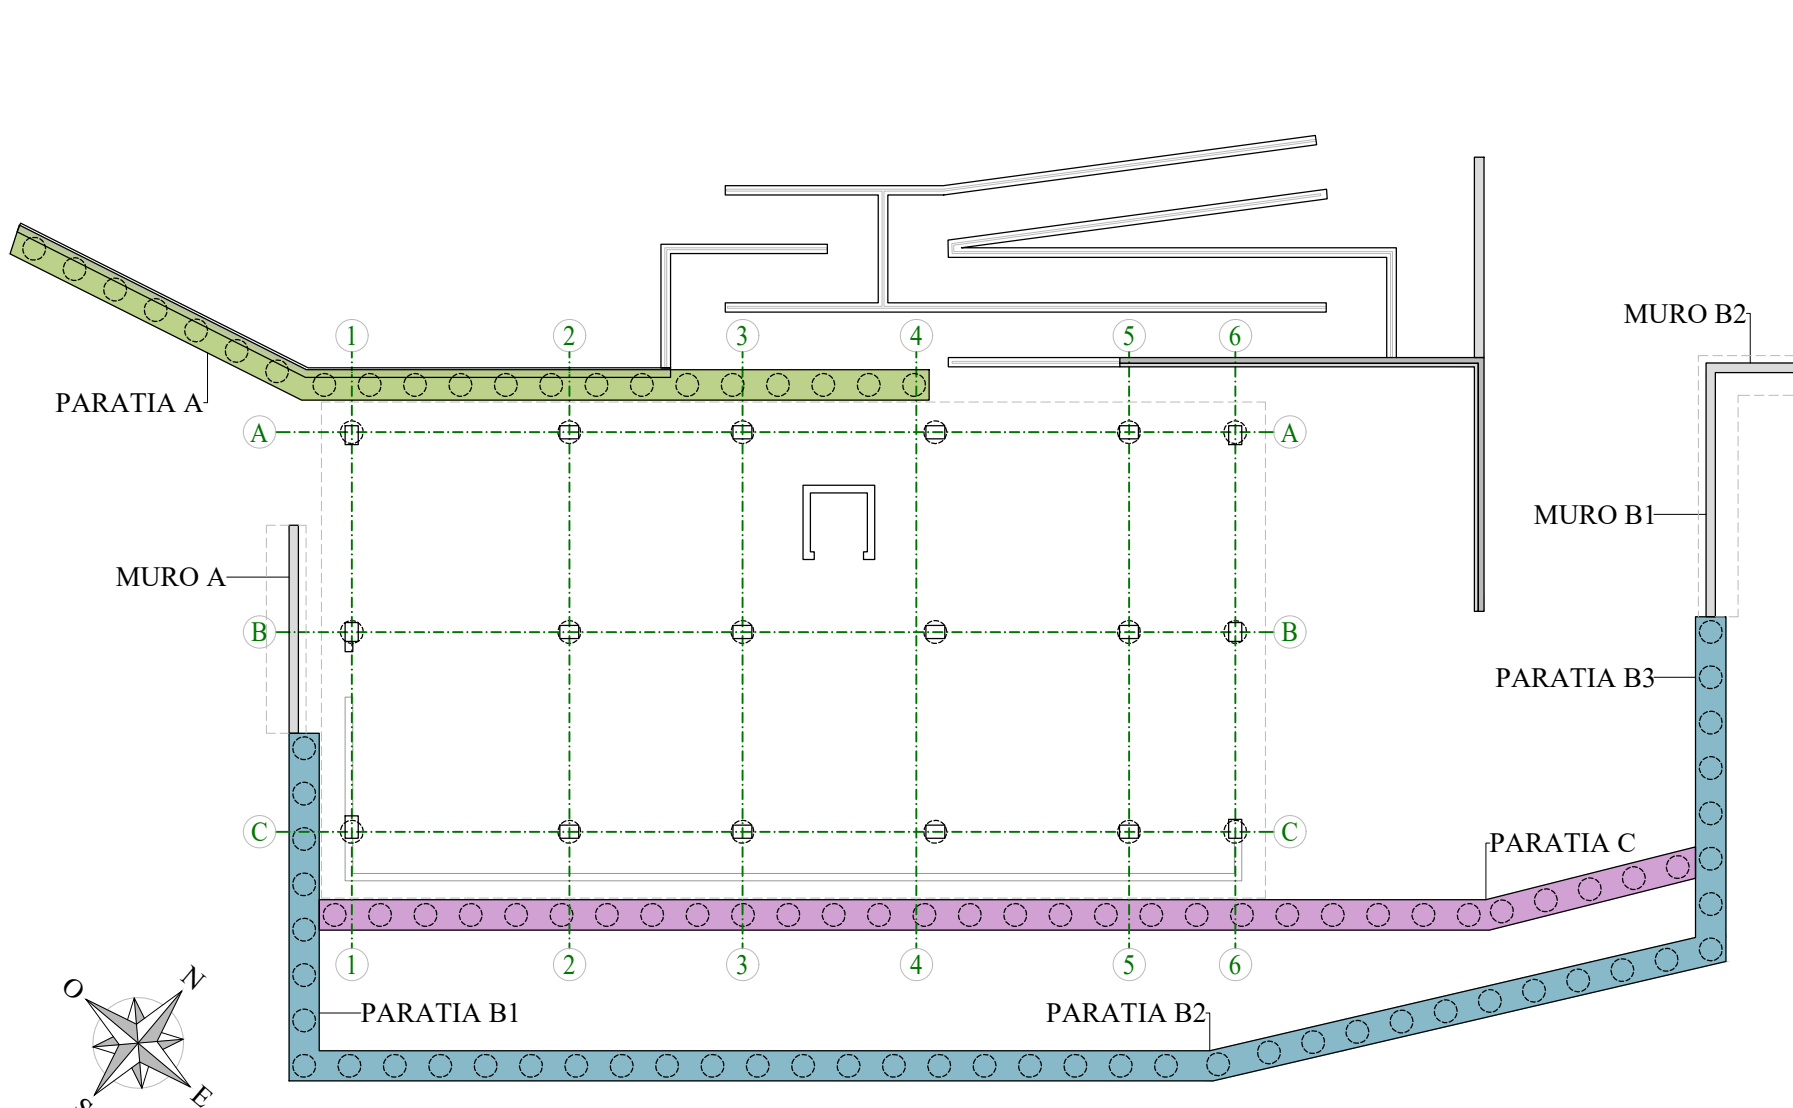 MURO B2
1 2 3 4 5 6
PARATIA A
A A
MURO B1
MURO A
B B
PARATIA B3
C C
PARATIA C
1 2 3 4 5 6
O N
PARATIA B1 PARATIA B2
S E